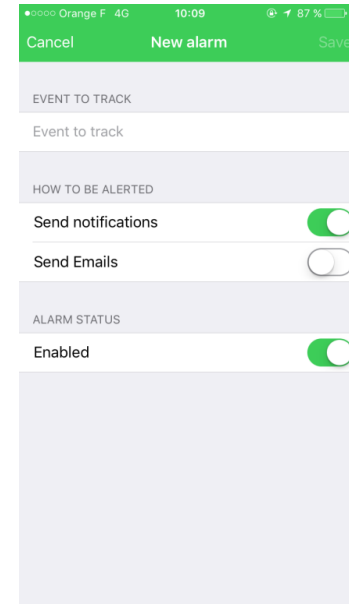 Orange F 4G 10:09 87 %
Cancel New alarm Save
EVENT TO TRACK
Event to track
HOW TO BE ALERTED
Send notifications
Send Emails
ALARM STATUS
Enabled